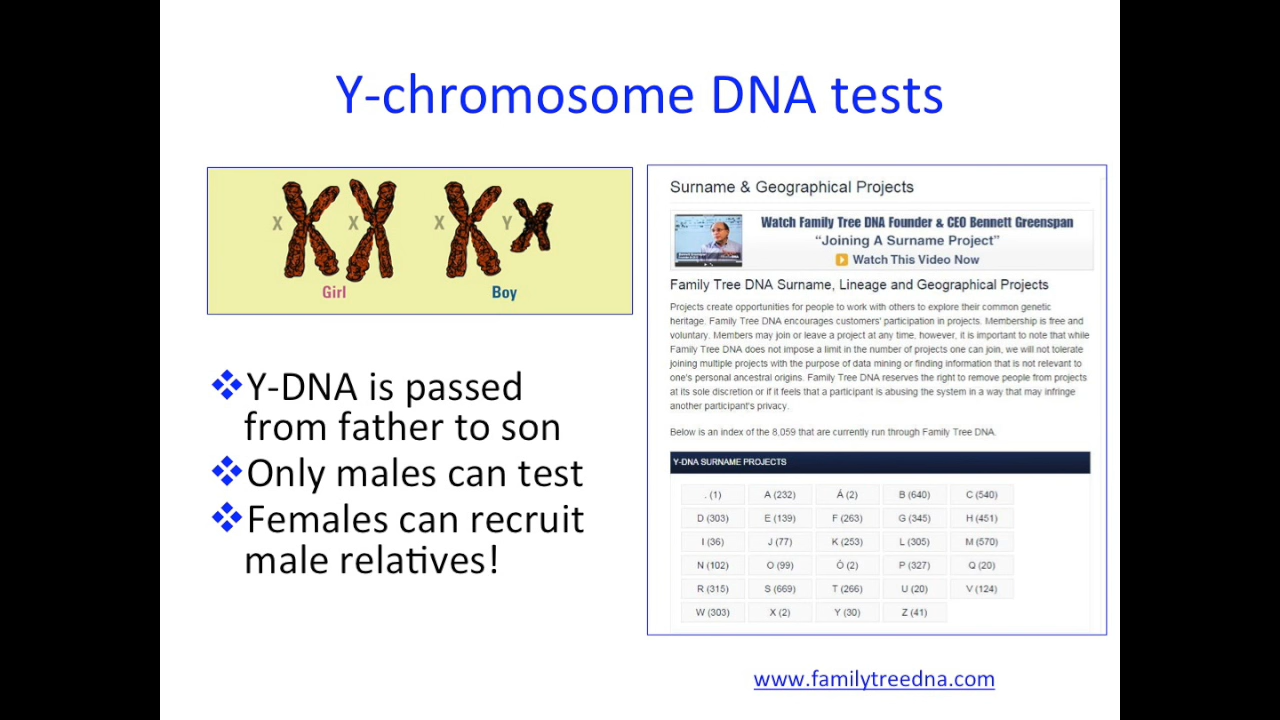 Y-chromosome DNA tests
X X X Y
Girl Boy
❖Y-DNA is passed
from father to son
❖Only males can test
❖Females can recruit
male relatives!
Surname & Geographical Projects
Watch Family Tree DNA Founder & CEO Bennett Greenspan
“Joining A Surname Project”
Watch This Video Now
Family Tree DNA Surname, Lineage and Geographical Projects
Projects create opportunities for people to work with others to explore their common genetic
heritage. Family Tree DNA encourages customers' participation in projects. Membership is free and
voluntary. Members may join or leave a project at any time, however, it is important to note that while
Family Tree DNA does not impose a limit in the number of projects one can join, we will not tolerate
joining multiple projects with the purpose of data mining or finding information that is not relevant to
one's personal ancestral origins. Family Tree DNA reserves the right to remove people from projects
at its sole discretion or if it feels that a participant is abusing the system in a way that may infringe
another participant's privacy.
Below is an index of the 8,059 that are currently run through Family Tree DNA.
Y-DNA SURNAME PROJECTS
. (1) A (232) Á (2) B (640) C (540)
D (303) E (139) F (263) G (345) H (451)
I (36) J (77) K (253) L (305) M (570)
N (102) O (99) Ó (2) P (327) Q (20)
R (315) S (669) T (266) U (20) V (124)
W (303) X (2) Y (30) Z (41)
www.familytreedna.com